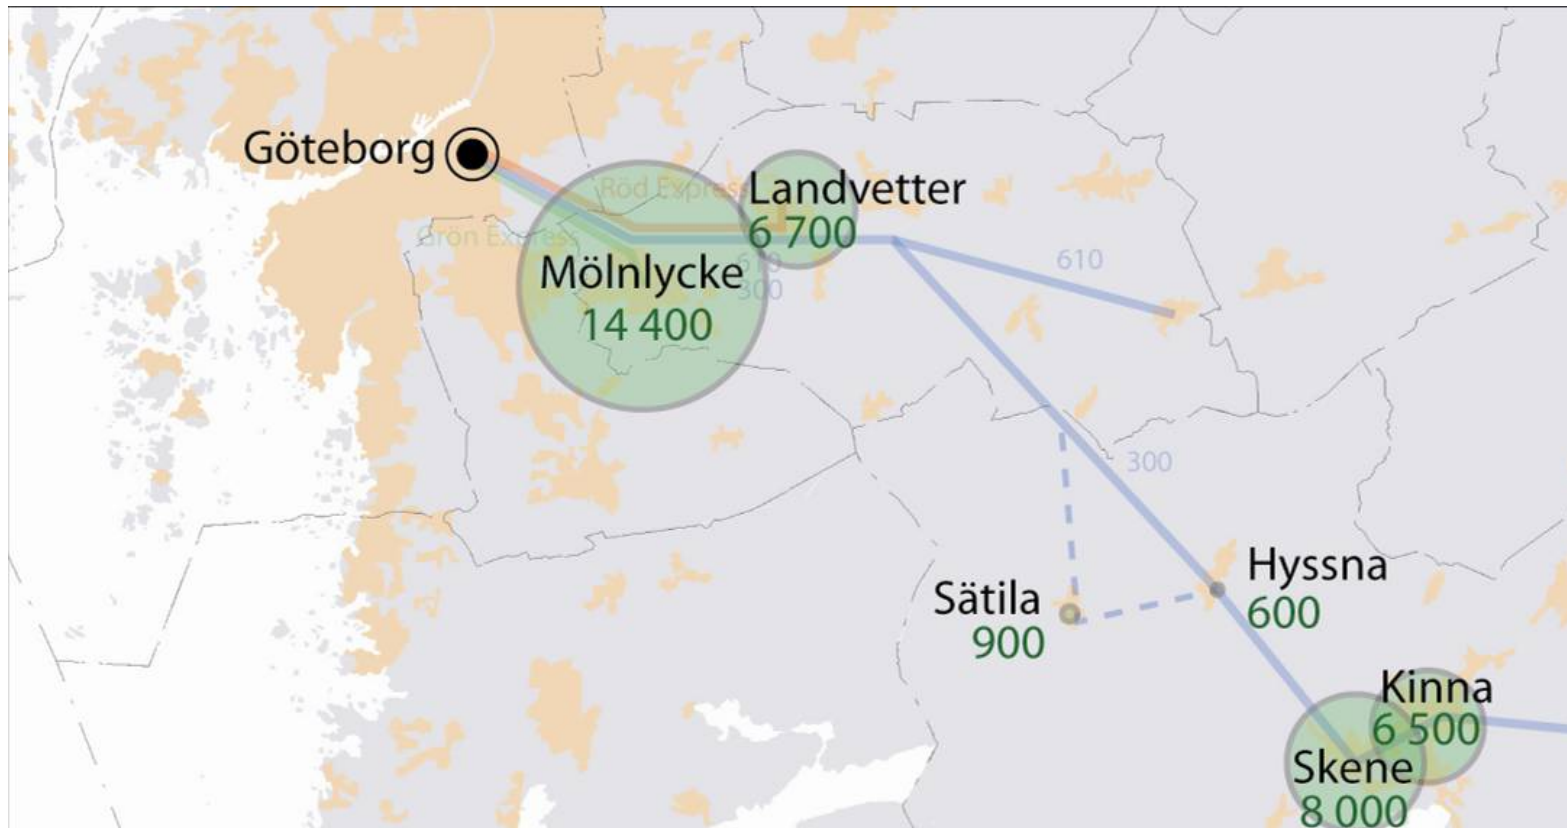 Göteborg
Röd Express
Landvetter
6 700
Grön Express
610
300
Mölnlycke
14 400
610
300
Hyssna
600
Sätila
900
Kinna
6 500
Skene
8 000